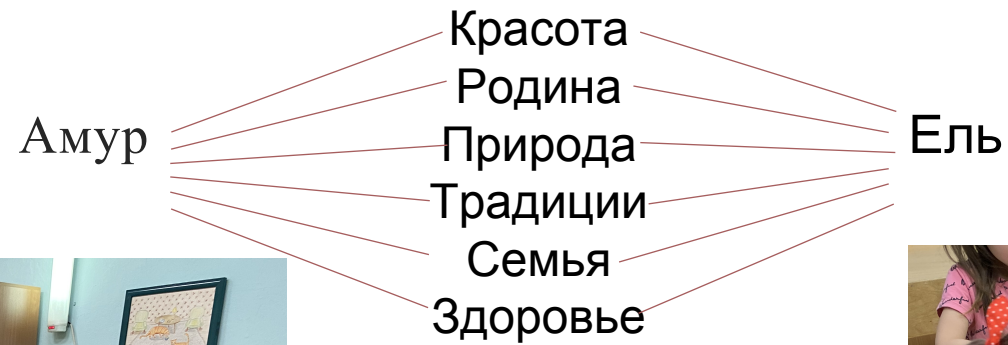 Красота
Родина
Амур
Природа
Ель
Традиции
Семья
Здоровье